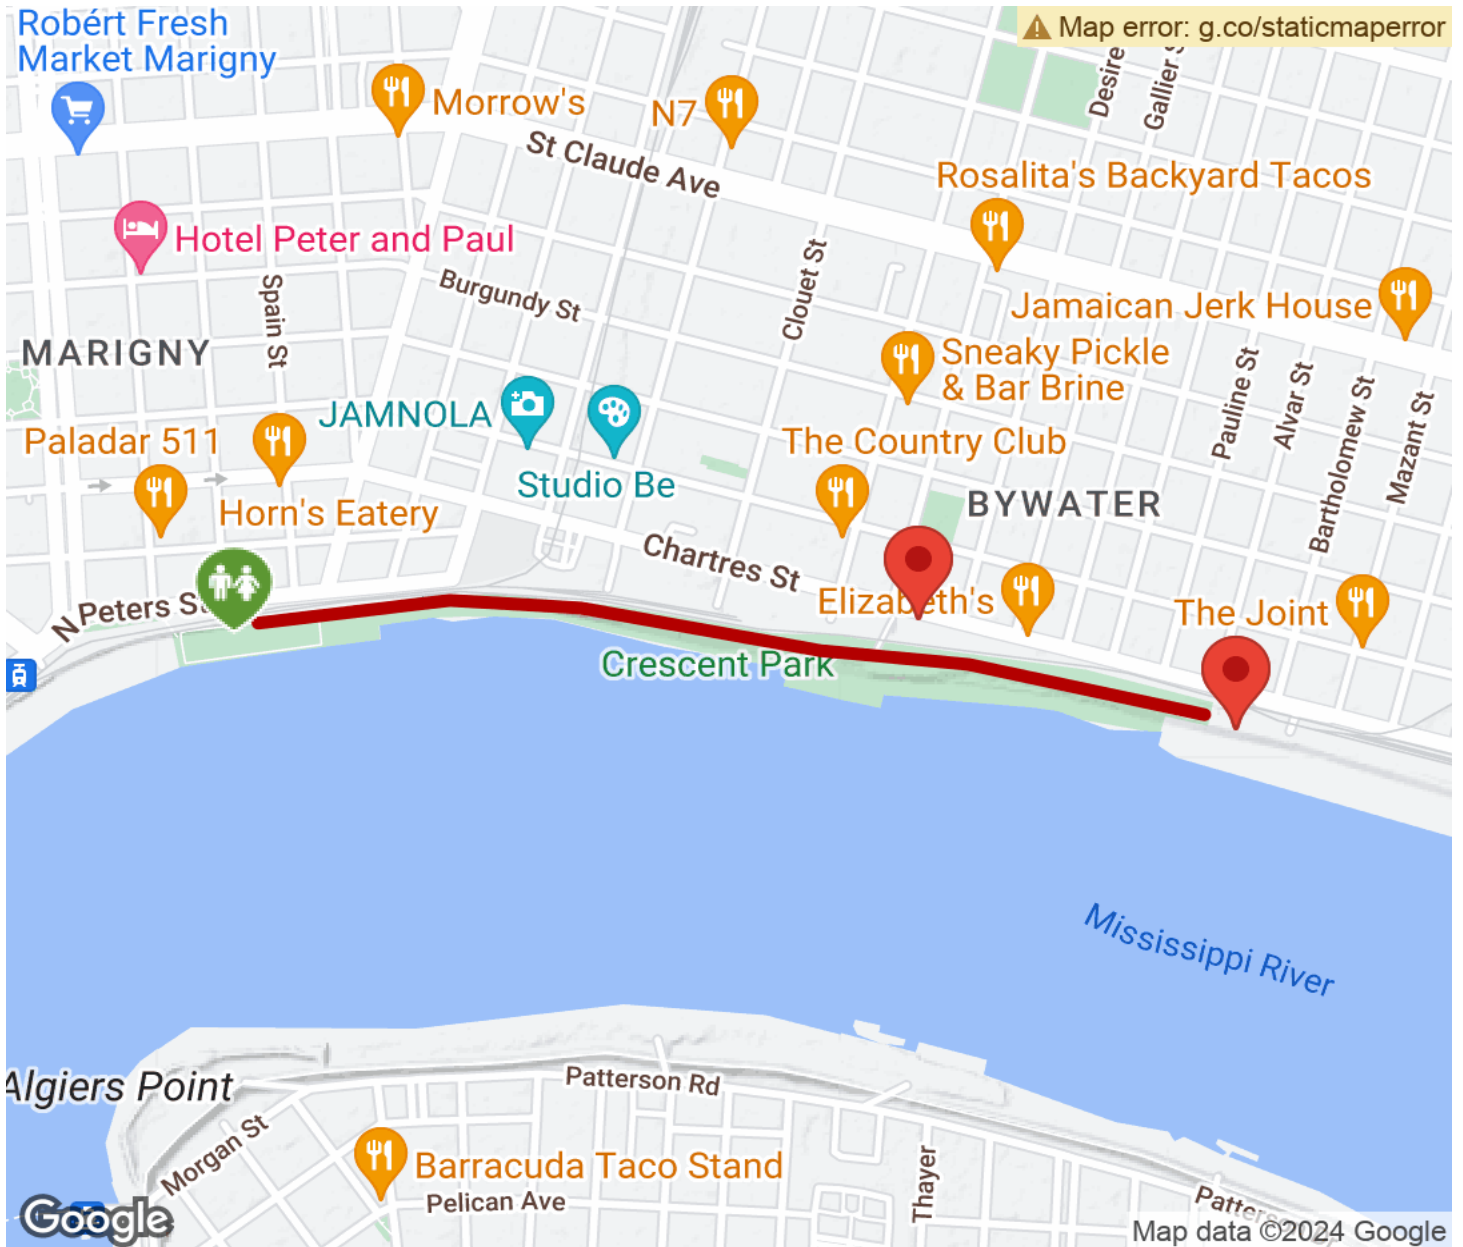 Robért Fresh
Market Marigny
Map error: g.co/staticmaperror
Morrow's
N7
Desire
Gallier S
St Claude Ave
Rosalita's Backyard Tacos
Hotel Peter and Paul
Burgundy St
Clouet St
Spain St
Jamaican Jerk House
MARIGNY
Sneaky Pickle
& Bar Brine
Pauline St
Alvar St
Bartholomew St
Mazant St
JAMNOLA
Paladar 511
The Country Club
Studio Be
BYWATER
Horn's Eatery
Chartres St
N Peters St
Elizabeth's
The Joint
Crescent Park
Mississippi River
Algiers Point
Patterson Rd
Morgan St
Barracuda Taco Stand
Pelican Ave
Thayer
Patterson Dr
Google
Map data ©2024 Google